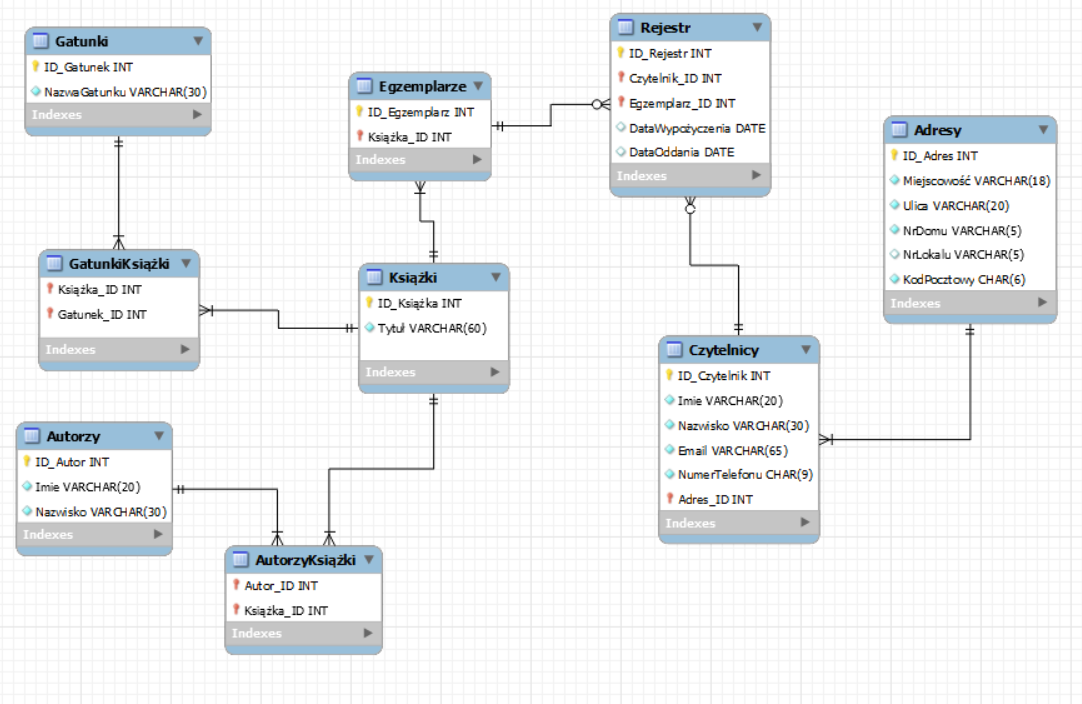 Gatunki
ID_Gatunek INT
NazwaGatunku VARCHAR(30)
Indexes
Egzemplarze
ID_Egzemplarz INT
Książka_ID INT
Indexes
Rejestr
ID_Rejestr INT
Czytelnik_ID INT
Egzemplarz_ID INT
DataWypożyczenia DATE
DataOddania DATE
Indexes
Adresy
ID_Adres INT
Miejscowość VARCHAR(18)
Ulica VARCHAR(20)
NrDomu VARCHAR(5)
NrLokalu VARCHAR(5)
KodPocztowy CHAR(6)
Indexes
GatunkiKsiążki
Książka_ID INT
Gatunek_ID INT
Indexes
Książki
ID_Książka INT
Tytuł VARCHAR(60)
Indexes
Czytelnicy
ID_Czytelnik INT
Imie VARCHAR(20)
Nazwisko VARCHAR(30)
Email VARCHAR(65)
NumerTelefonu CHAR(9)
Adres_ID INT
Indexes
Autorzy
ID_Autor INT
Imie VARCHAR(20)
Nazwisko VARCHAR(30)
Indexes
AutorzyKsiążki
Autor_ID INT
Książka_ID INT
Indexes